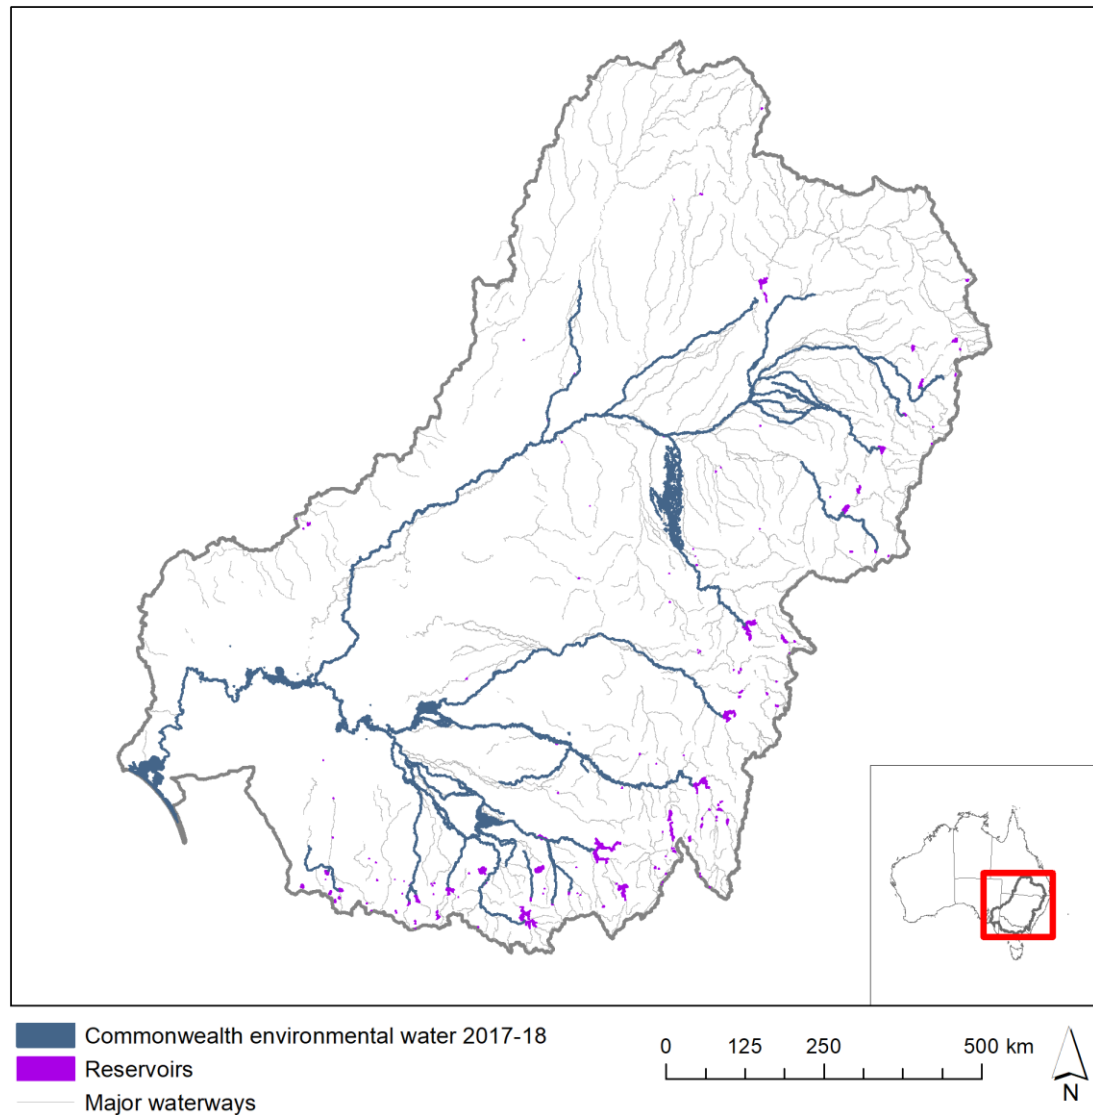 Commonwealth environmental water 2017-18
Reservoirs
Major waterways
0 125 250 500 km
N